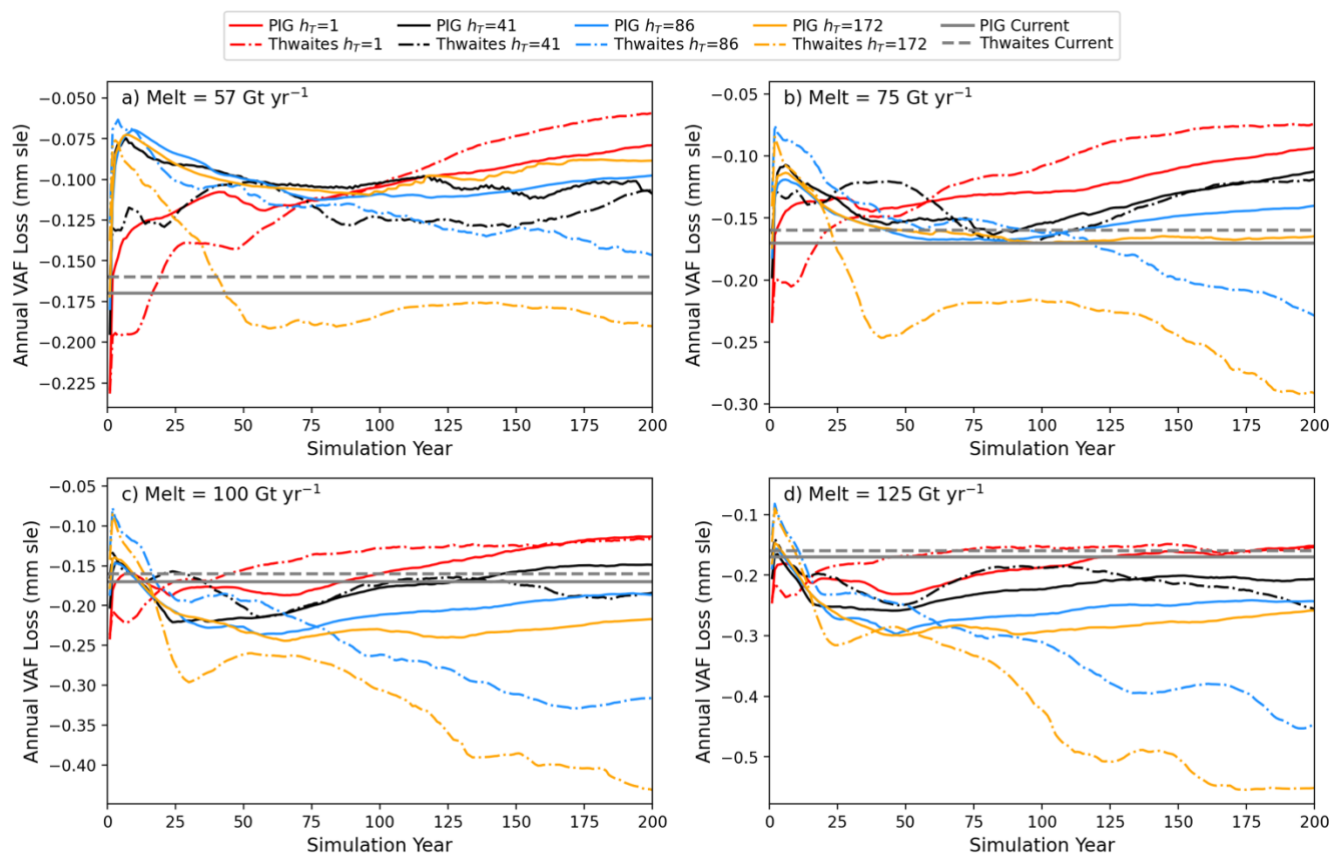 PIG h_T=1 PIG h_T=41 PIG h_T=86 PIG h_T=172 PIG Current
Thwaites h_T=1 Thwaites h_T=41 Thwaites h_T=86 Thwaites h_T=172 Thwaites Current
a) Melt = 57 Gt yr⁻¹
Annual VAF Loss (mm sle)
−0.050
−0.075
−0.100
−0.125
−0.150
−0.175
−0.200
−0.225
0 25 50 75 100 125 150 175 200
Simulation Year
b) Melt = 75 Gt yr⁻¹
Annual VAF Loss (mm sle)
−0.05
−0.10
−0.15
−0.20
−0.25
−0.30
0 25 50 75 100 125 150 175 200
Simulation Year
c) Melt = 100 Gt yr⁻¹
Annual VAF Loss (mm sle)
−0.05
−0.10
−0.15
−0.20
−0.25
−0.30
−0.35
−0.40
0 25 50 75 100 125 150 175 200
Simulation Year
d) Melt = 125 Gt yr⁻¹
Annual VAF Loss (mm sle)
−0.1
−0.2
−0.3
−0.4
−0.5
0 25 50 75 100 125 150 175 200
Simulation Year